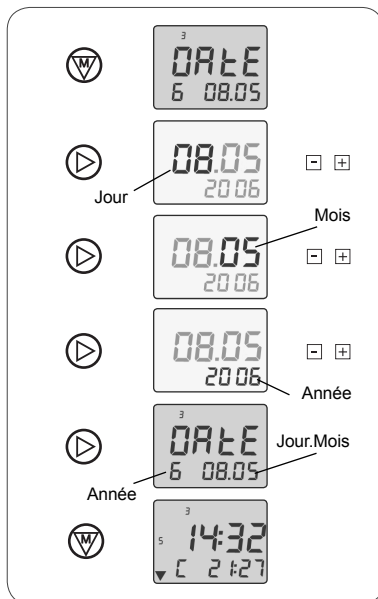 M
3
DATE
6 08.05
08.05
2006
Jour
- +
Mois
08.05
2006
- +
08.05
2006
- +
Année
3
DATE
6 08.05
Jour.Mois
Année
M
3
5 14:32
C 21:27